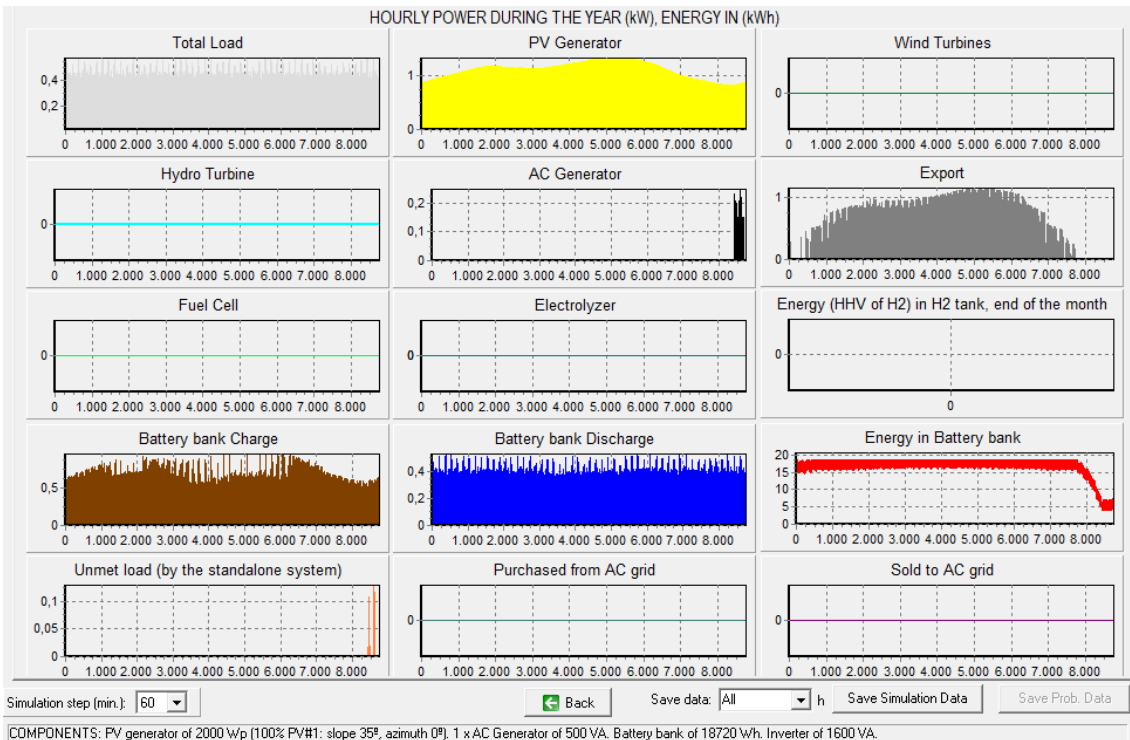 HOURLY POWER DURING THE YEAR (kW), ENERGY IN (kWh)
Total Load
0,4
0,2
0 1.000 2.000 3.000 4.000 5.000 6.000 7.000 8.000
PV Generator
1
0
0 1.000 2.000 3.000 4.000 5.000 6.000 7.000 8.000
Wind Turbines
0
0 1.000 2.000 3.000 4.000 5.000 6.000 7.000 8.000
Hydro Turbine
0
0 1.000 2.000 3.000 4.000 5.000 6.000 7.000 8.000
AC Generator
0,2
0,1
0
0 1.000 2.000 3.000 4.000 5.000 6.000 7.000 8.000
Export
1
0
0 1.000 2.000 3.000 4.000 5.000 6.000 7.000 8.000
Fuel Cell
0
0 1.000 2.000 3.000 4.000 5.000 6.000 7.000 8.000
Electrolyzer
0
0 1.000 2.000 3.000 4.000 5.000 6.000 7.000 8.000
Energy (HHV of H2) in H2 tank, end of the month
0
0
Battery bank Charge
0,5
0
0 1.000 2.000 3.000 4.000 5.000 6.000 7.000 8.000
Battery bank Discharge
0,4
0,2
0
0 1.000 2.000 3.000 4.000 5.000 6.000 7.000 8.000
Energy in Battery bank
20
15
10
5
0
0 1.000 2.000 3.000 4.000 5.000 6.000 7.000 8.000
Unmet load (by the standalone system)
0,1
0,05
0
0 1.000 2.000 3.000 4.000 5.000 6.000 7.000 8.000
Purchased from AC grid
0
0 1.000 2.000 3.000 4.000 5.000 6.000 7.000 8.000
Sold to AC grid
0
0 1.000 2.000 3.000 4.000 5.000 6.000 7.000 8.000
Simulation step (min.): 60
Back
Save data: All h
Save Simulation Data
Save Prob. Data
COMPONENTS: PV generator of 2000 Wp (100% PV#1: slope 35º, azimuth 0º). 1 x AC Generator of 500 VA. Battery bank of 18720 Wh. Inverter of 1600 VA.